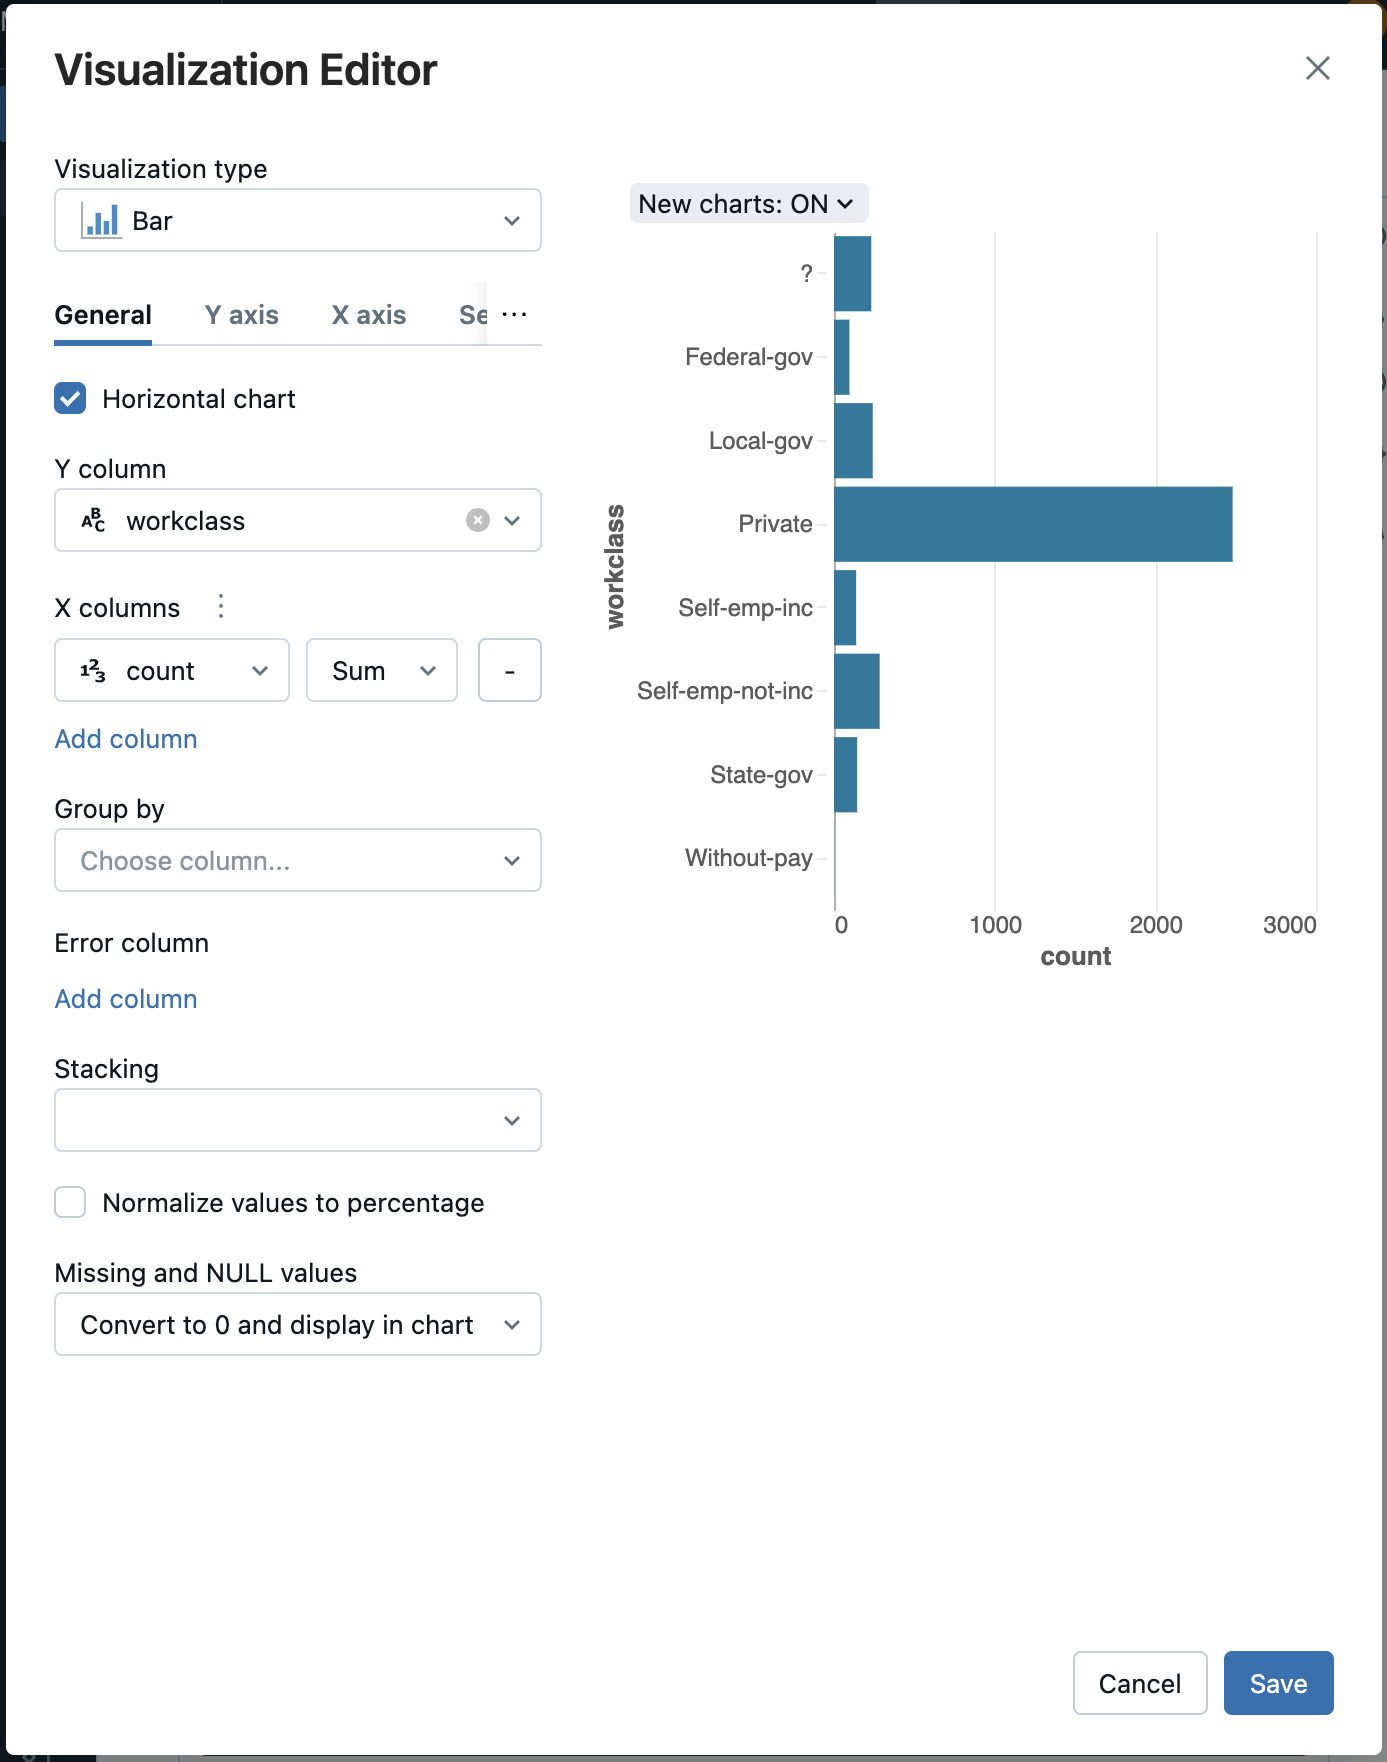 Visualization Editor
Visualization type
Bar
General Y axis X axis Se ...
Horizontal chart
Y column
workclass
X columns
count Sum -
Add column
Group by
Choose column...
Error column
Add column
Stacking
Normalize values to percentage
Missing and NULL values
Convert to 0 and display in chart
New charts: ON
?
Federal-gov
Local-gov
Private
Self-emp-inc
Self-emp-not-inc
State-gov
Without-pay
workclass
0 1000 2000 3000
count
Cancel Save